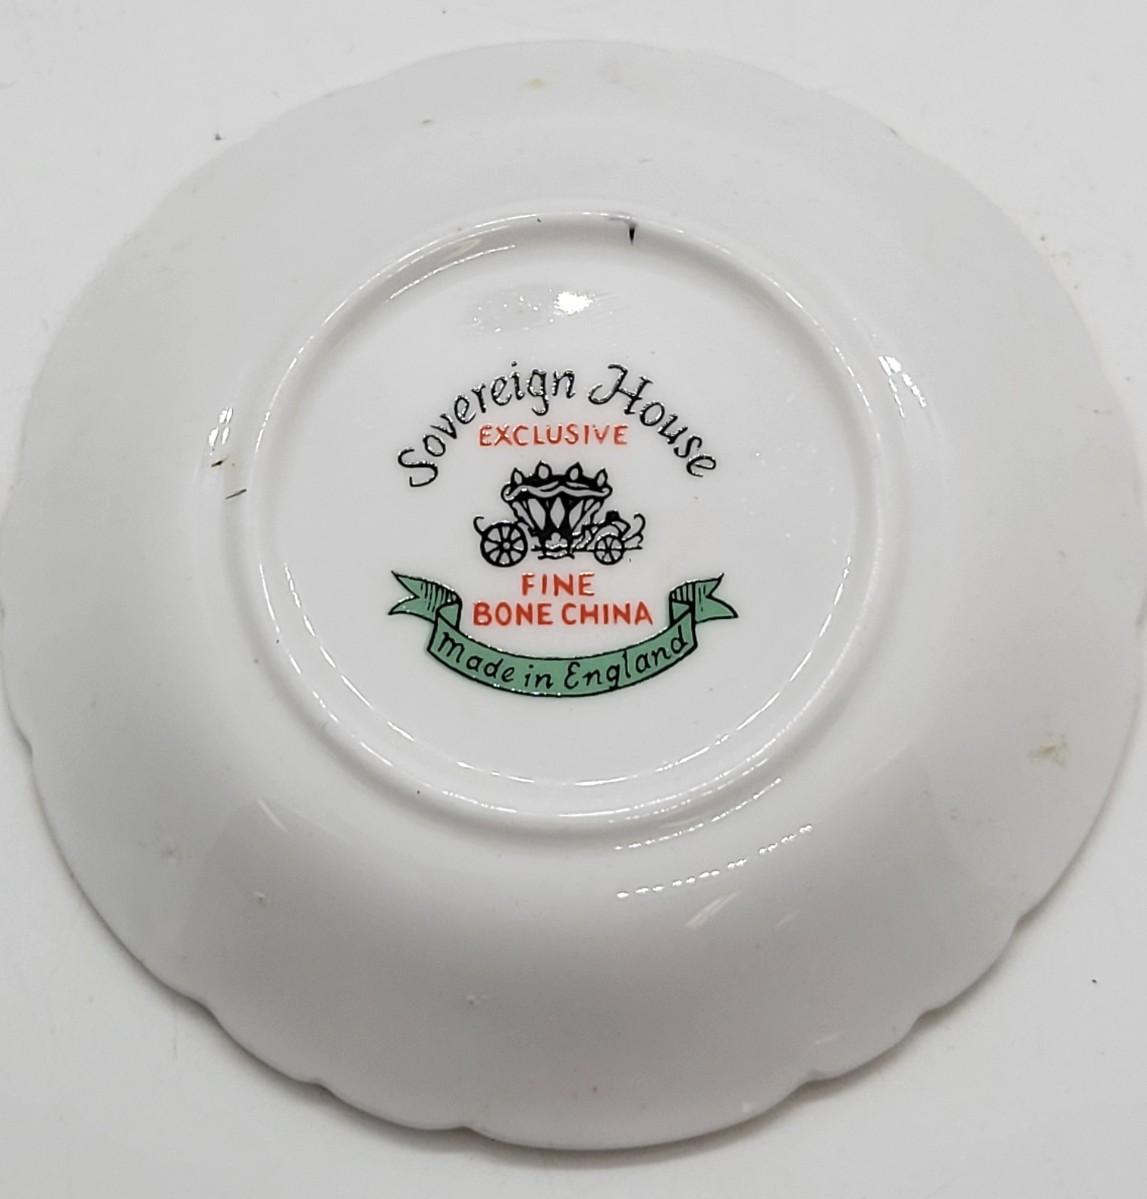 Sovereign House
EXCLUSIVE
FINE
BONE CHINA
Made in England